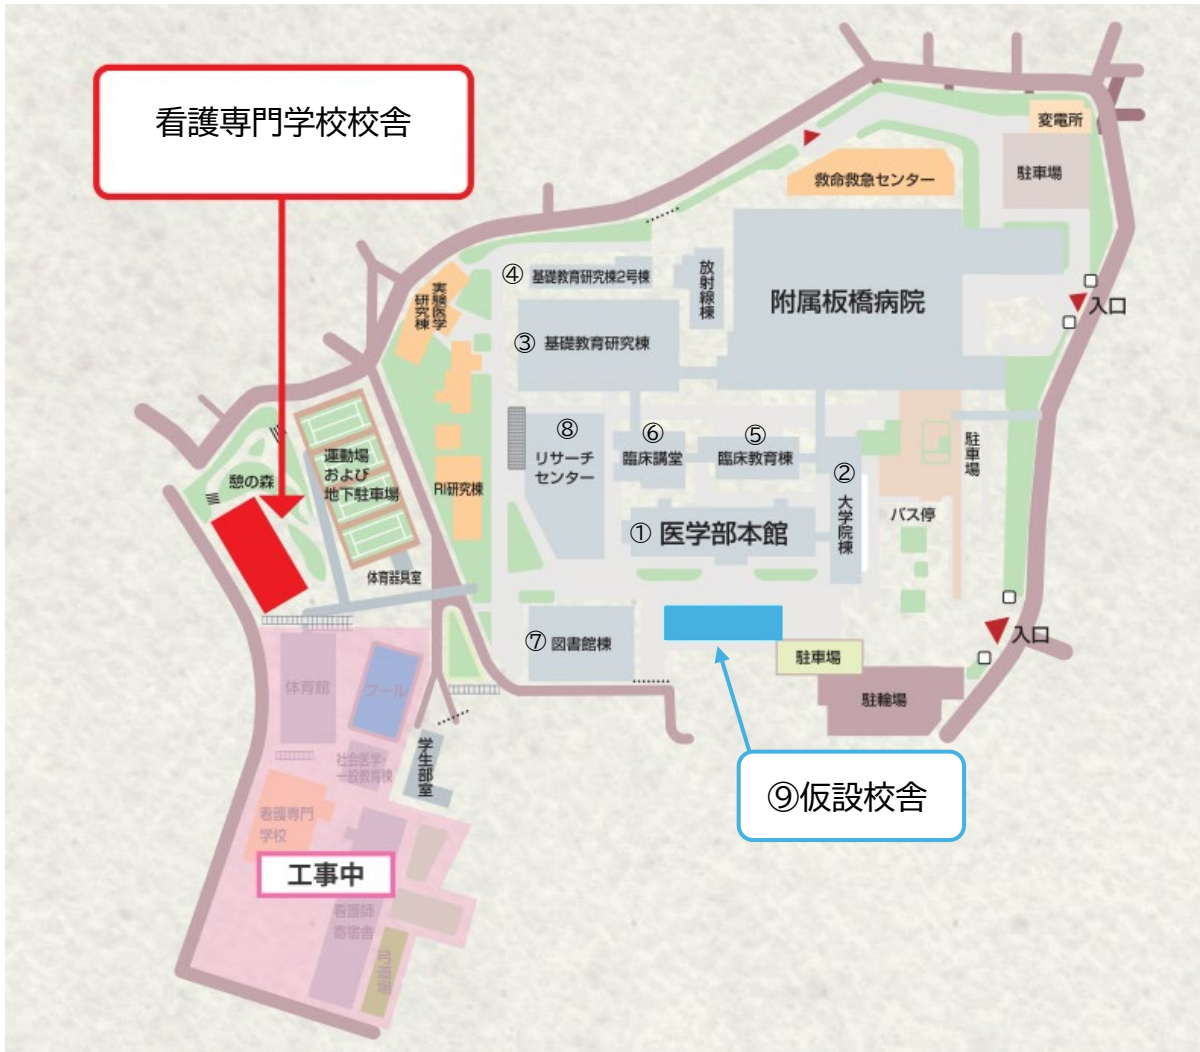 看護専門学校校舎
変電所
駐車場
救命救急センター
④ 基礎教育研究棟2号棟
放射線棟
附属板橋病院
入口
実験医学
研究棟
③ 基礎教育研究棟
⑧
リサーチ
センター
⑥
臨床講堂
⑤
臨床教育棟
②
大学院棟
駐車場
運動場
および
地下駐車場
憩の森
RI研究棟
① 医学部本館
バス停
体育器具室
⑦ 図書館棟
駐車場
入口
駐輪場
体育館
プール
社会医学・
一般教育棟
学生部室
⑨仮設校舎
看護専門
学校
工事中
看護師
寄宿舎
弓道場